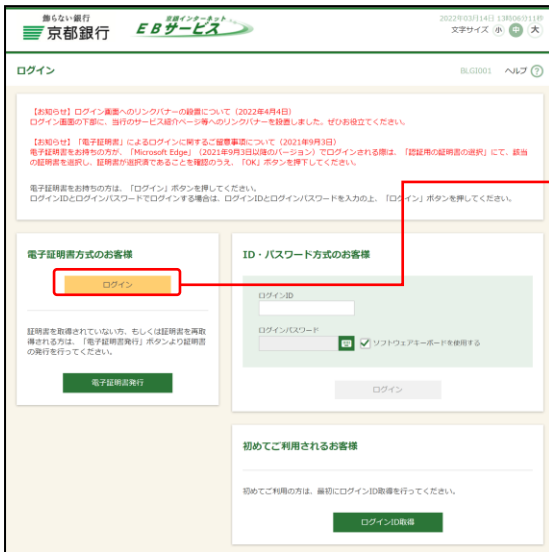 飾らない銀行
京都銀行
京銀インターネット
EBサービス
2022年03月14日 13時06分11秒
文字サイズ 小 中 大
ログイン
BLGI001 ヘルプ ?
【お知らせ】ログイン画面へのリンクバナーの設置について（2022年4月4日）
ログイン画面の下部に、当行のサービス紹介ページ等へのリンクバナーを設置しました。ぜひお役立てください。
【お知らせ】「電子証明書」によるログインに関するご留意事項について（2021年9月3日）
電子証明書をお持ちの方が、「Microsoft Edge」（2021年9月3日以降のバージョン）でログインされる際は、「認証用の証明書の選択」にて、該当
の証明書を選択し、証明書が選択済であることを確認のうえ、「OK」ボタンを押下してください。
電子証明書をお持ちの方は、「ログイン」ボタンを押してください。
ログインIDとログインパスワードでログインする場合は、ログインIDとログインパスワードを入力の上、「ログイン」ボタンを押してください。
電子証明書方式のお客様
ログイン
証明書を取得されていない方、もしくは証明書を再取
得される方は、「電子証明書発行」ボタンより証明書
の発行を行ってください。
電子証明書発行
ID・パスワード方式のお客様
ログインID
ログインパスワード
ソフトウェアキーボードを使用する
ログイン
初めてご利用されるお客様
初めてご利用の方は、最初にログインID取得を行ってください。
ログインID取得